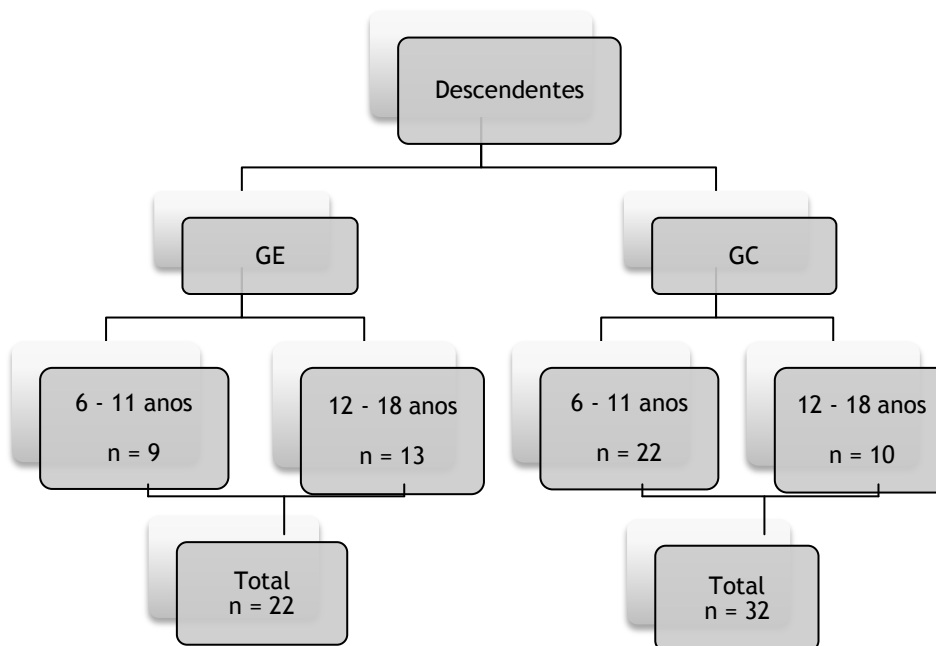 Descendentes
GE
GC
6 - 11 anos
n = 9
12 - 18 anos
n = 13
6 - 11 anos
n = 22
12 - 18 anos
n = 10
Total
n = 22
Total
n = 32